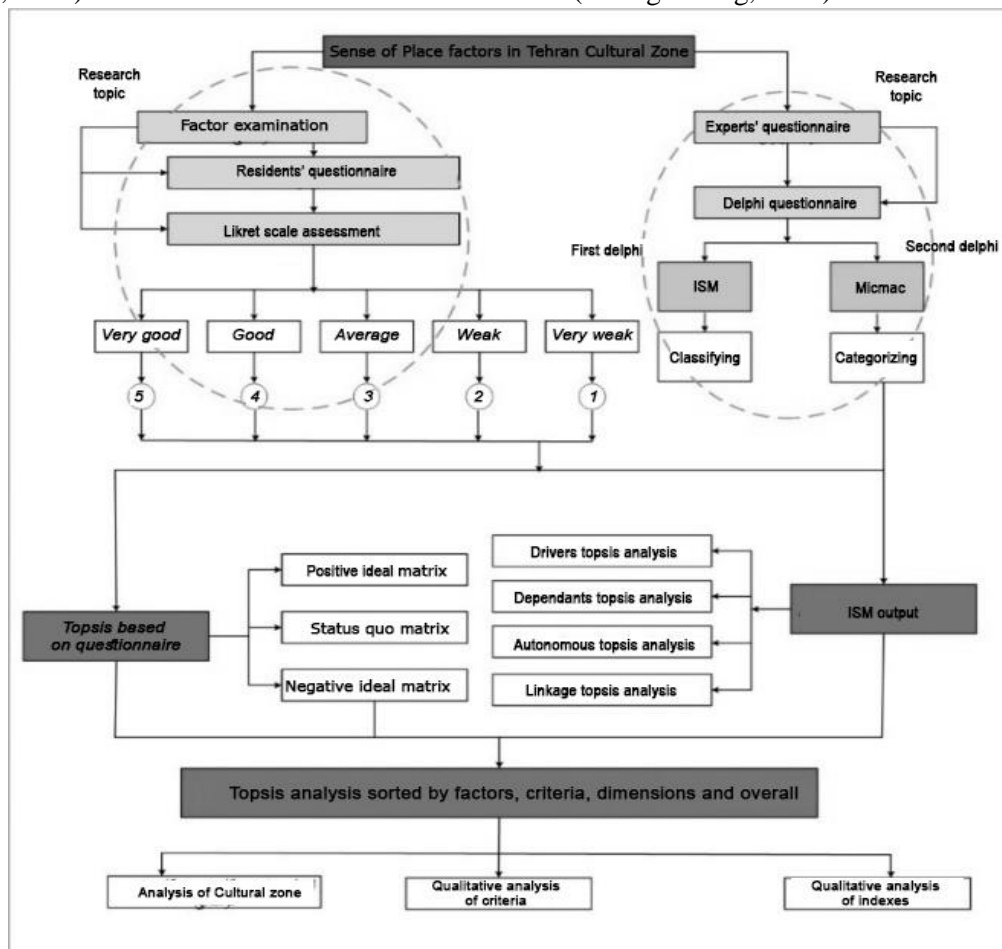 Sense of Place factors in Tehran Cultural Zone
Research
topic
Research
topic
Factor examination
Experts' questionnaire
Residents' questionnaire
Delphi questionnaire
Likret scale assessment
First delphi
Second delphi
ISM
Micmac
Very good
Good
Average
Weak
Very weak
Classifying
Categorizing
5
4
3
2
1
Positive ideal matrix
Drivers topsis analysis
Dependants topsis analysis
Topsis based
on questionnaire
Status quo matrix
ISM output
Autonomous topsis analysis
Negative ideal matrix
Linkage topsis analysis
Topsis analysis sorted by factors, criteria, dimensions and overall
Analysis of Cultural zone
Qualitative analysis
of criteria
Qualitative analysis
of indexes